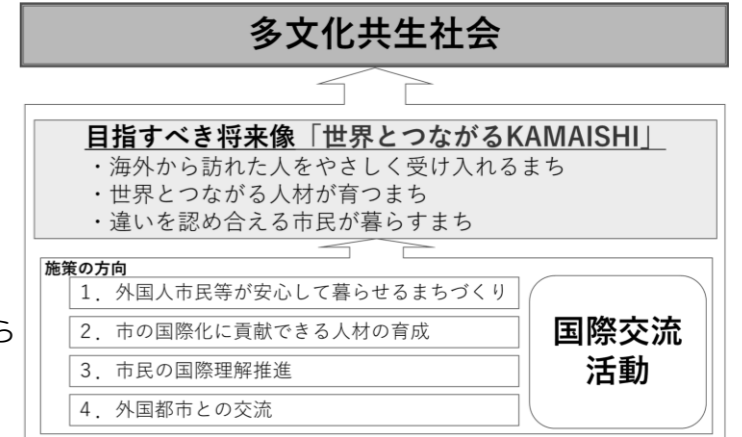 多文化共生社会
目指すべき将来像「世界とつながるKAMAISHI」
・海外から訪れた人をやさしく受け入れるまち
・世界とつながる人材が育つまち
・違いを認め合える市民が暮らすまち
施策の方向
1．外国人市民等が安心して暮らせるまちづくり
2．市の国際化に貢献できる人材の育成
3．市民の国際理解推進
4．外国都市との交流
国際交流
活動
ら